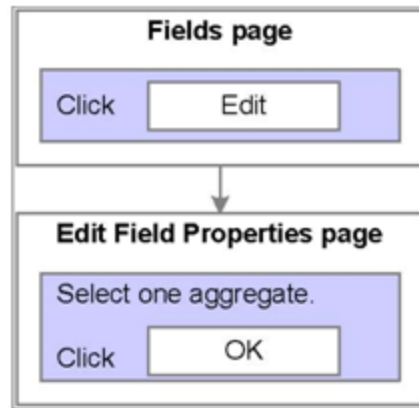 Fields page
Click Edit
Edit Field Properties page
Select one aggregate.
Click OK